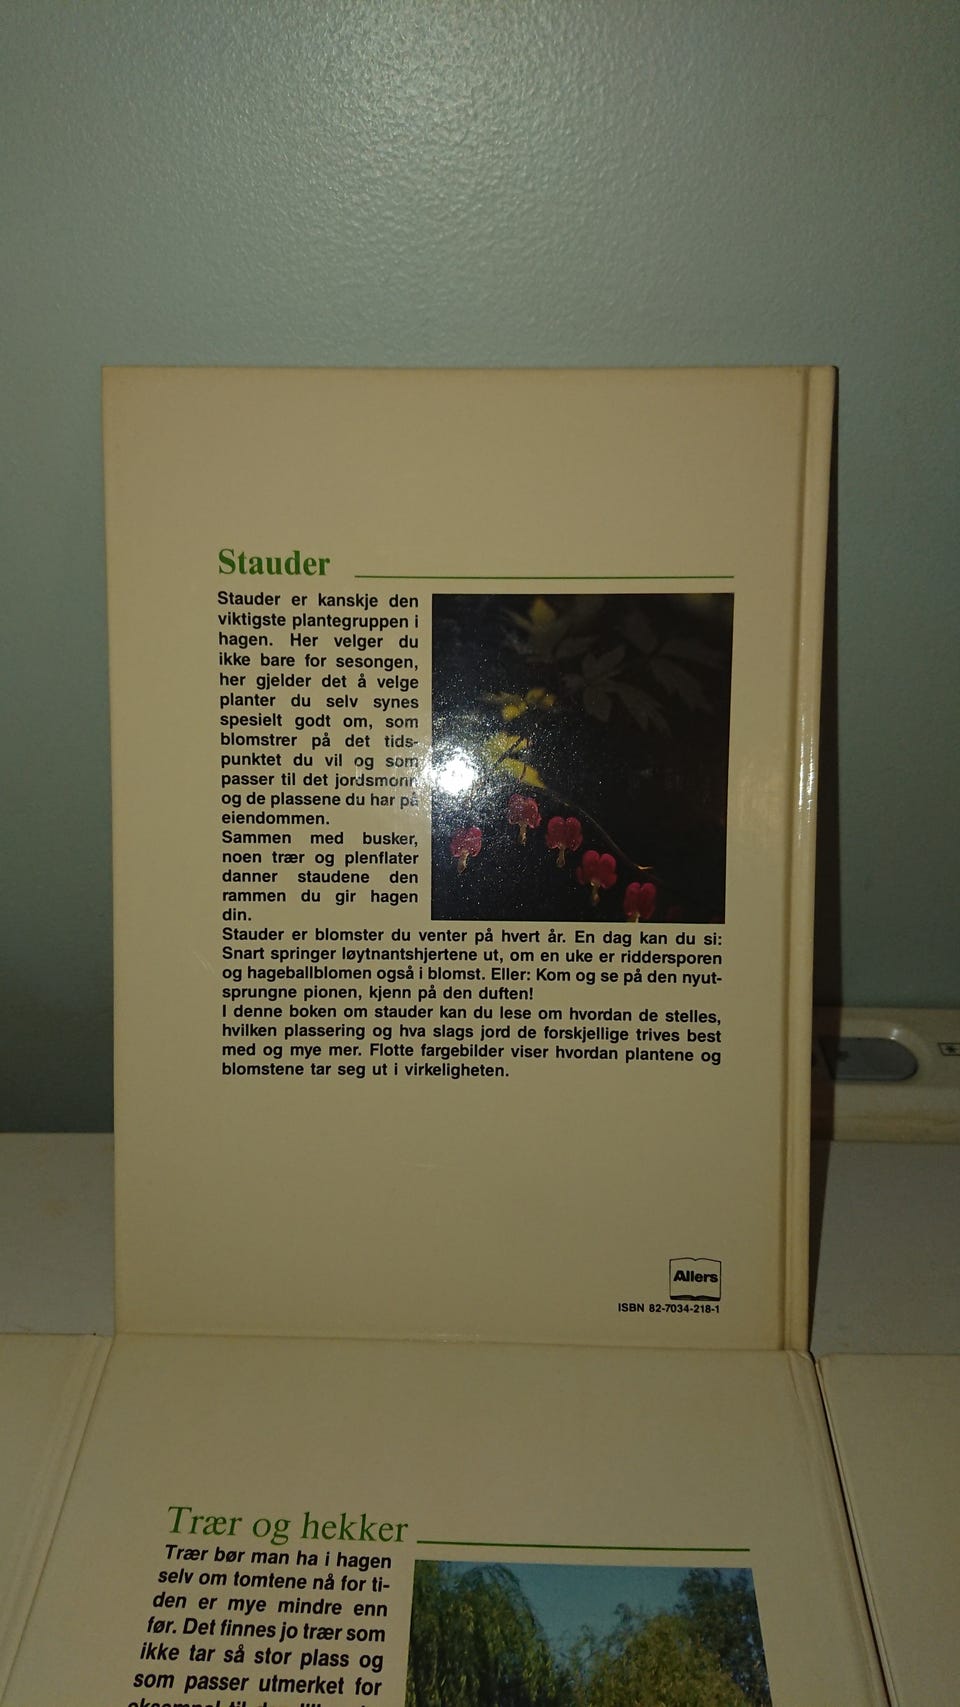 Stauder
Stauder er kanskje den
viktigste plantegruppen i
hagen. Her velger du
ikke bare for sesongen,
her gjelder det å velge
planter du selv synes
spesielt godt om, som
blomstrer på det tids-
punktet du vil og som
passer til det jordsmonn
og de plassene du har på
eiendommen.
Sammen med busker,
noen trær og plenflater
danner staudene den
rammen du gir hagen
din.
Stauder er blomster du venter på hvert år. En dag kan du si:
Snart springer løytnantshjertene ut, om en uke er riddersporen
og hageballblomen også i blomst. Eller: Kom og se på den nyut-
sprungne pionen, kjenn på den duften!
I denne boken om stauder kan du lese om hvordan de stelles,
hvilken plassering og hva slags jord de forskjellige trives best
med og mye mer. Flotte fargebilder viser hvordan plantene og
blomstene tar seg ut i virkeligheten.
Allers
ISBN 82-7034-218-1
Trær og hekker
Trær bør man ha i hagen
selv om tomtene nå for ti-
den er mye mindre enn
før. Det finnes jo trær som
ikke tar så stor plass og
som passer utmerket for